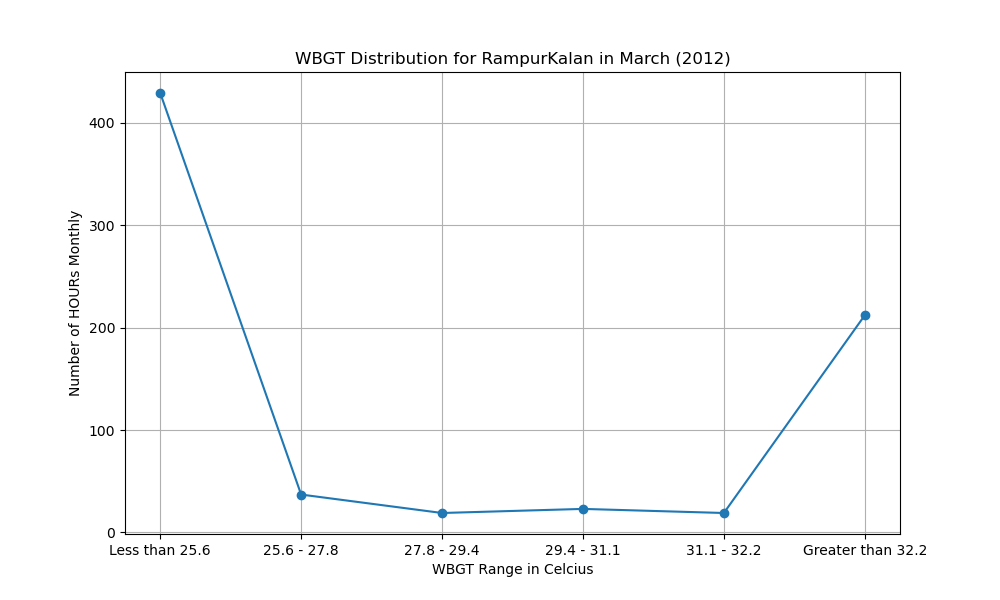 WBGT Distribution for RampurKalan in March (2012)
Number of HOURs Monthly
400
300
200
100
0
Less than 25.6
25.6 - 27.8
27.8 - 29.4
29.4 - 31.1
31.1 - 32.2
Greater than 32.2
WBGT Range in Celcius